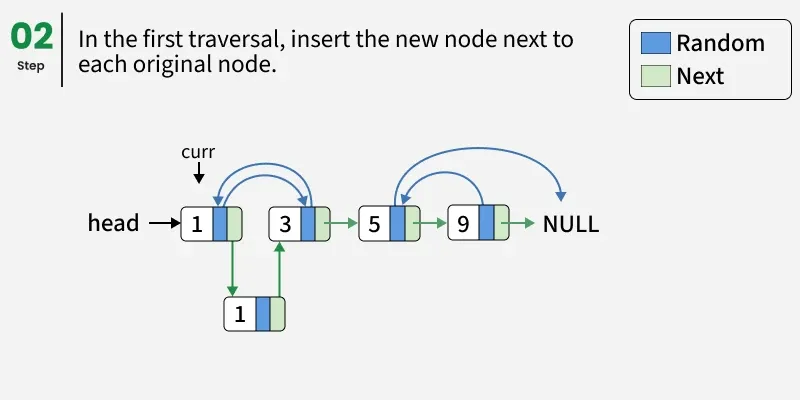 02
Step
In the first traversal, insert the new node next to
each original node.
Random
Next
curr
head
1
3
5
9
NULL
1